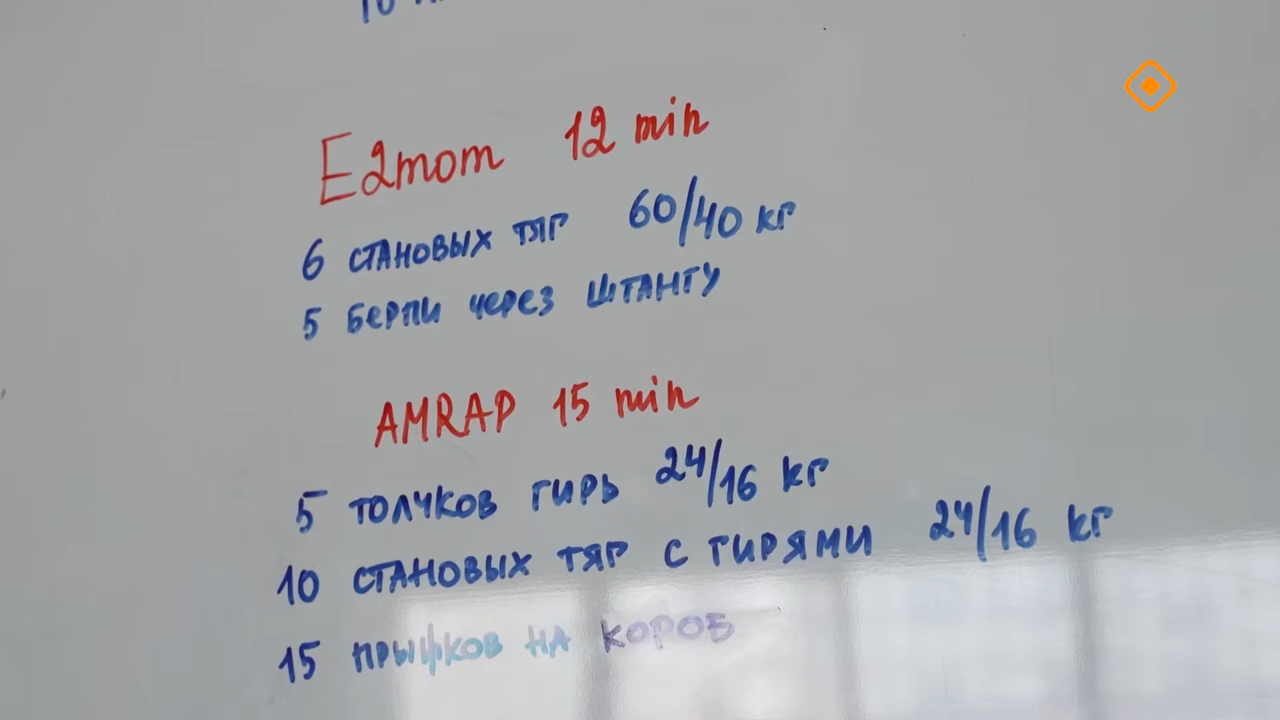 10
E2mom 12 min
6 становых тяг 60/40 кг
5 берпи через штангу
AMRAP 15 min
5 толчков гирь 24/16 кг
10 становых тяг с гирями 24/16 кг
15 прыжков на короб